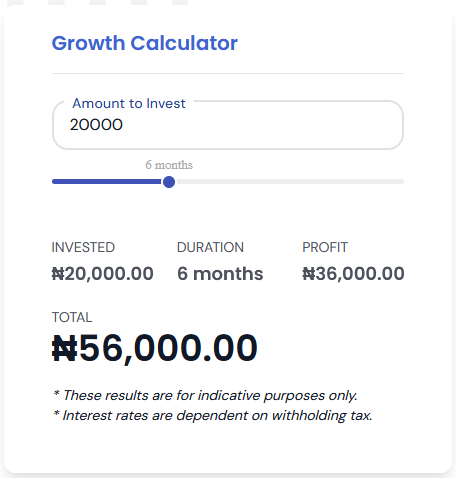 Growth Calculator
Amount to Invest
20000
6 months
INVESTED DURATION PROFIT
₦20,000.00 6 months ₦36,000.00
TOTAL
₦56,000.00
* These results are for indicative purposes only.
* Interest rates are dependent on withholding tax.